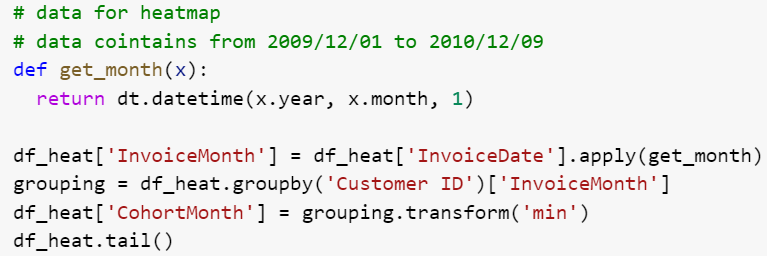 # data for heatmap
# data cointains from 2009/12/01 to 2010/12/09
def get_month(x):
  return dt.datetime(x.year, x.month, 1)

df_heat['InvoiceMonth'] = df_heat['InvoiceDate'].apply(get_month)
grouping = df_heat.groupby('Customer ID')['InvoiceMonth']
df_heat['CohortMonth'] = grouping.transform('min')
df_heat.tail()